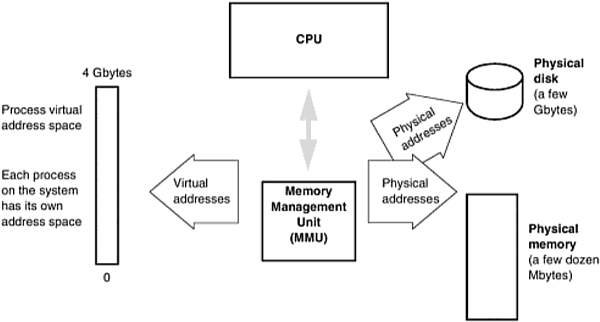 CPU
4 Gbytes
Process virtual
address space
Each process
on the system
has its own
address space
0
Virtual
addresses
Memory
Management
Unit
(MMU)
Physical
addresses
Physical
addresses
Physical
disk
(a few
Gbytes)
Physical
memory
(a few dozen
Mbytes)